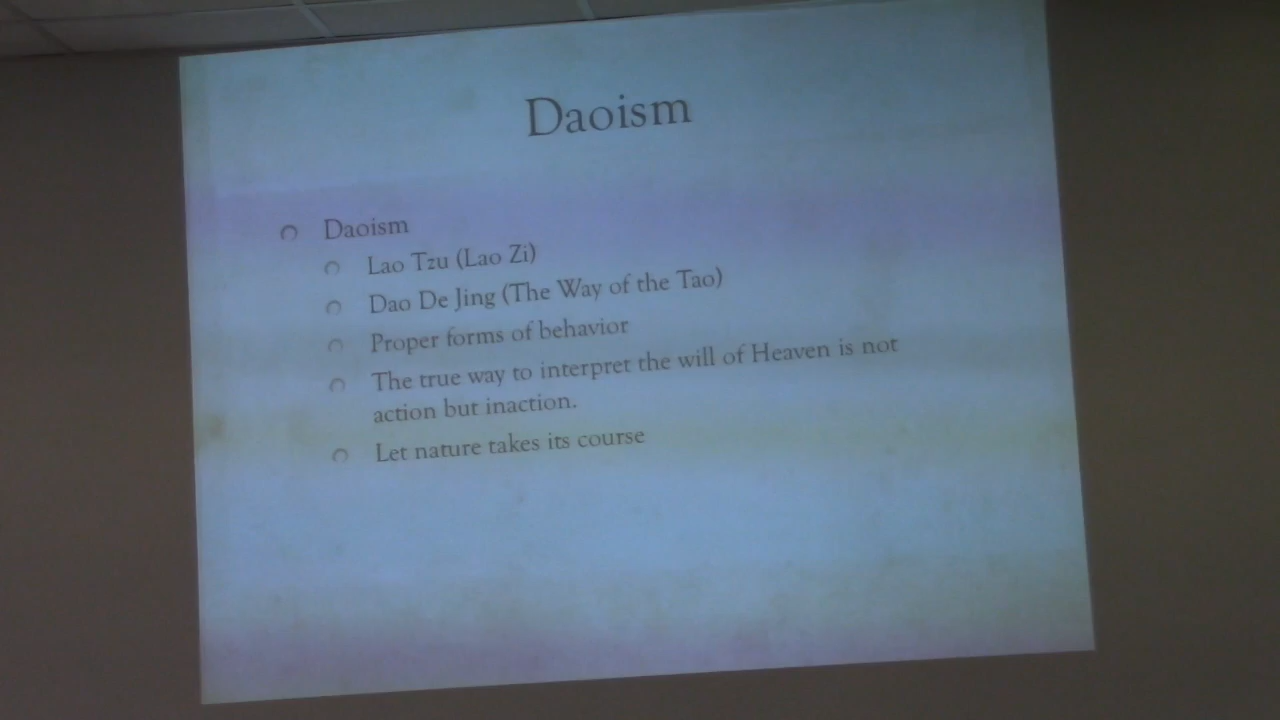 Daoism
Daoism
Lao Tzu (Lao Zi)
Dao De Jing (The Way of the Tao)
Proper forms of behavior
The true way to interpret the will of Heaven is not
action but inaction.
Let nature takes its course